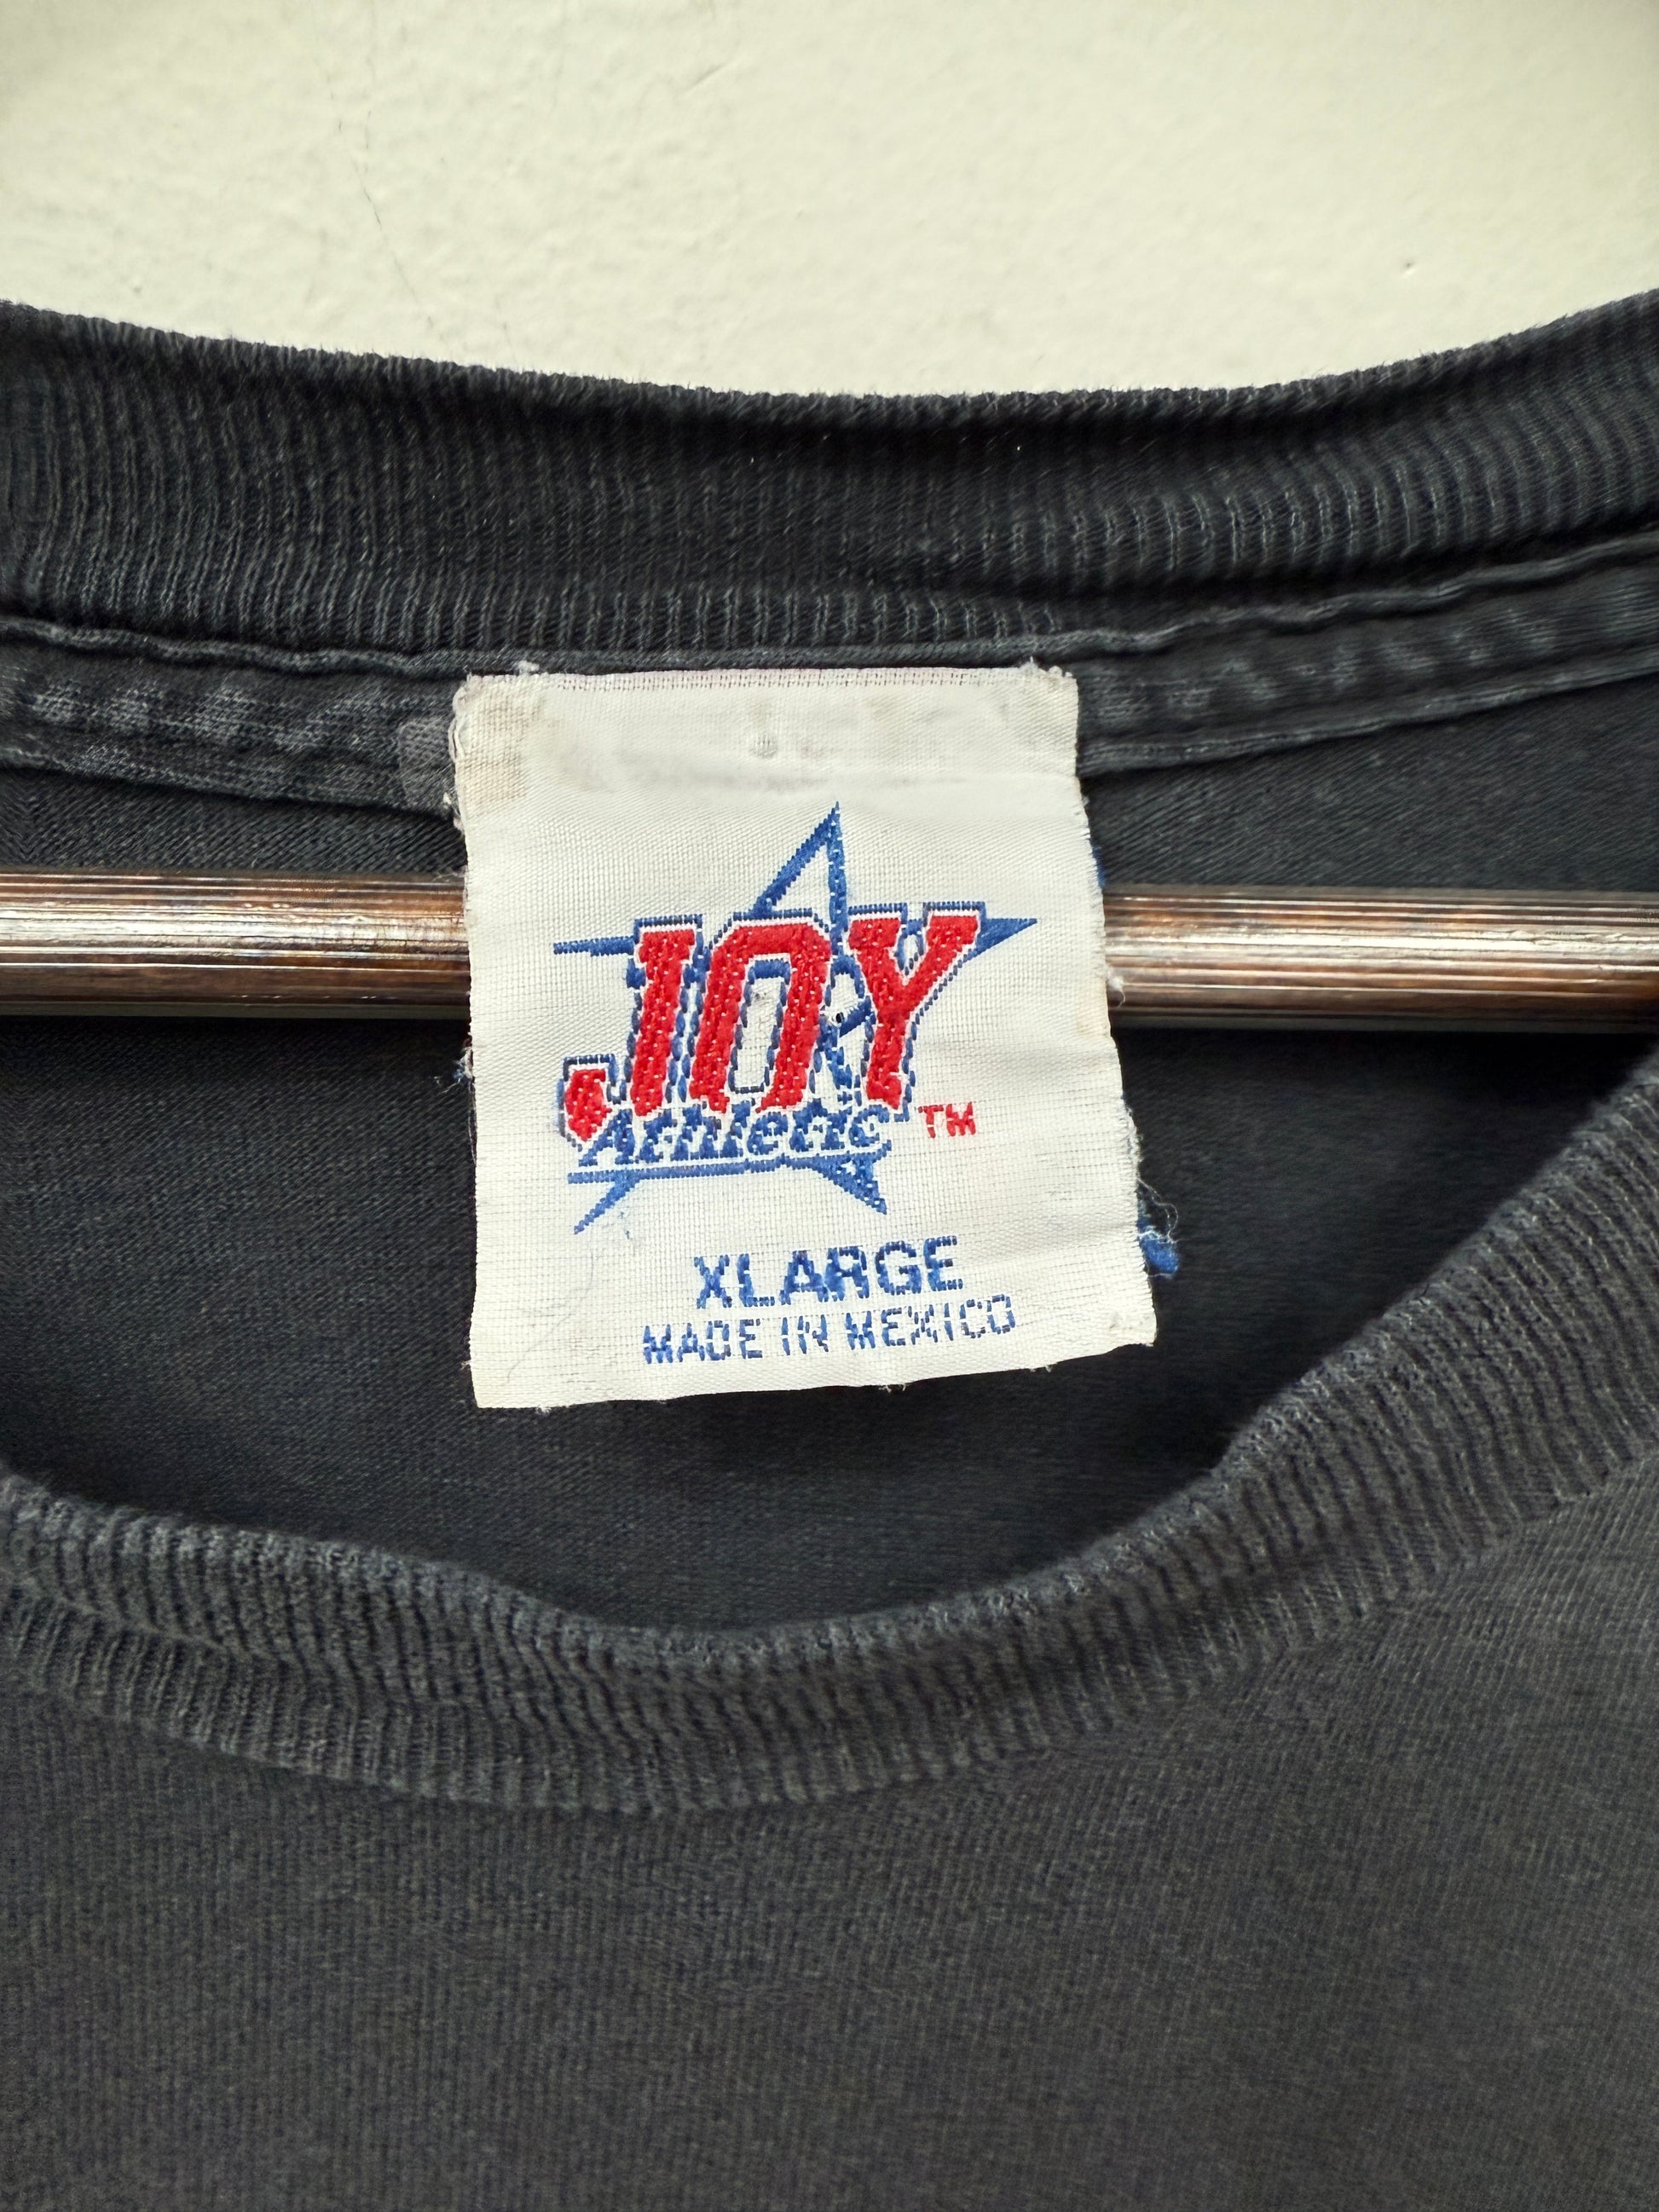 JOY
Athletic TM
XLARGE
MADE IN MEXICO